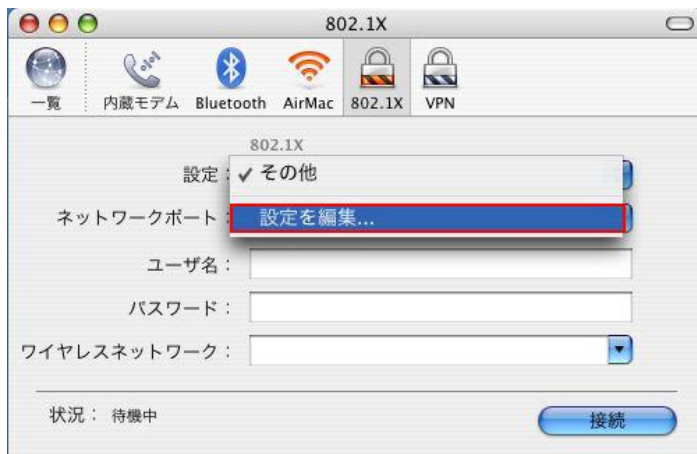 802.1X
一覧 内蔵モデム Bluetooth AirMac 802.1X VPN
802.1X
設定： ✓ その他
設定を編集...
ネットワークポート：
ユーザ名：
パスワード：
ワイヤレスネットワーク：
状況： 待機中
接続